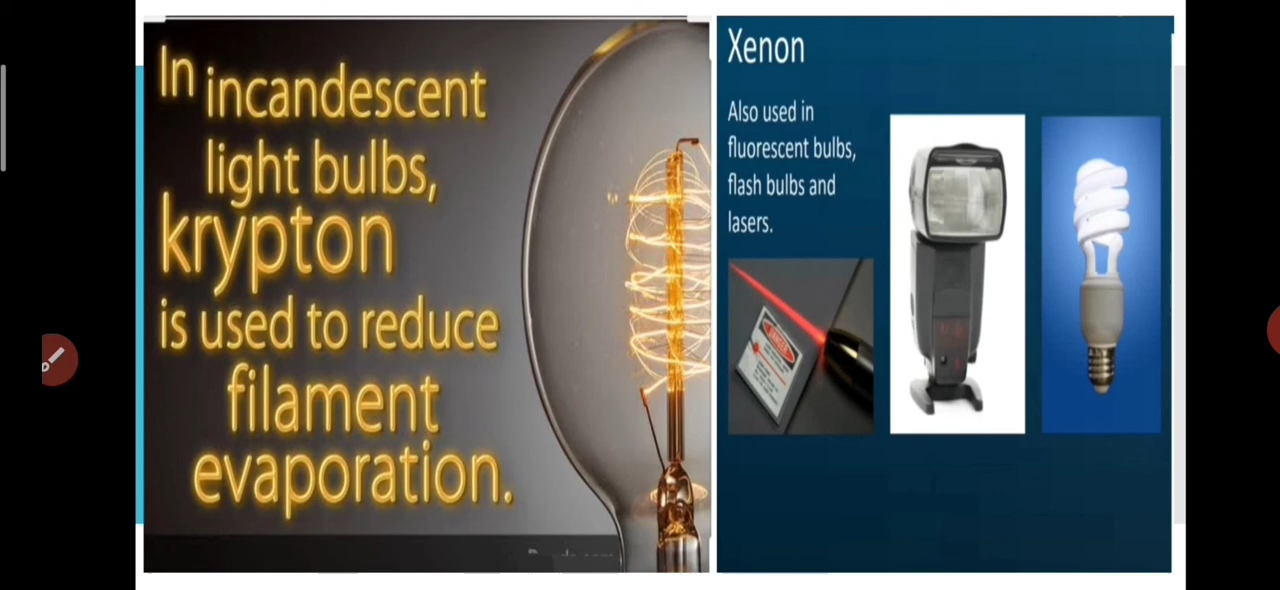 In incandescent
light bulbs,
krypton
is used to reduce
filament
evaporation.
Xenon
Also used in
fluorescent bulbs,
flash bulbs and
lasers.
DANGER